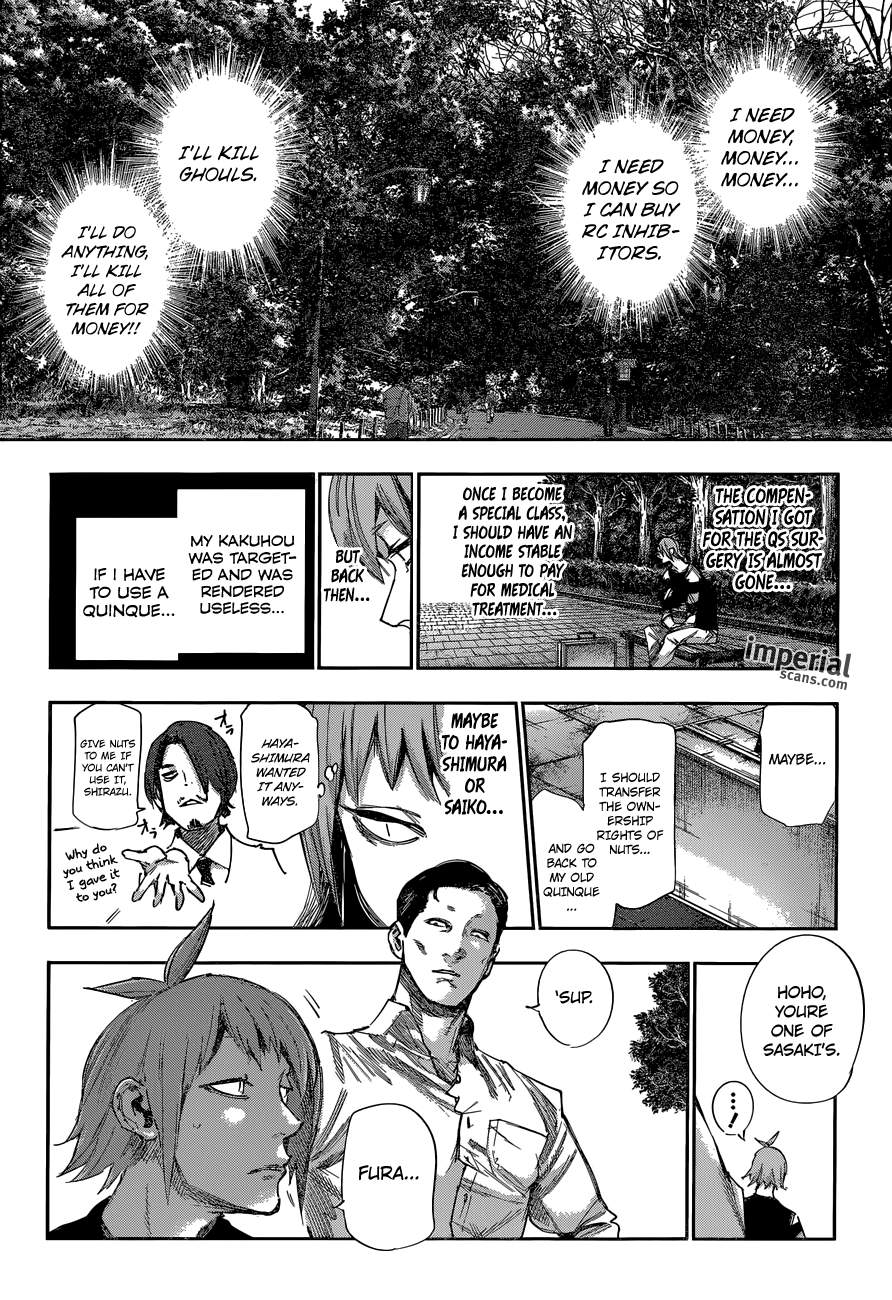 I NEED
MONEY,
MONEY...
MONEY...
I NEED
MONEY SO
I CAN BUY
RC INHIB-
ITORS.
I'LL KILL
GHOULS.
I'LL DO
ANYTHING,
I'LL KILL
ALL OF
THEM FOR
MONEY!!
THE COMPEN-
SATION I GOT
FOR THE QS SUR-
GERY IS ALMOST
GONE...
ONCE I BECOME
A SPECIAL CLASS,
I SHOULD HAVE AN
INCOME STABLE
ENOUGH TO PAY
FOR MEDICAL
TREATMENT...
imperial
scans.com
BUT
BACK
THEN...
MY KAKUHOU
WAS TARGET-
ED AND WAS
RENDERED
USELESS...
IF I HAVE
TO USE A
QUINQUE...
MAYBE...
I SHOULD
TRANSFER
THE OWN-
ERSHIP
RIGHTS OF
NUTS...
AND GO
BACK TO
MY OLD
QUINQUE
...
MAYBE
TO HAYA-
SHIMURA
OR
SAIKO...
HAYA-
SHIMURA
WANTED
IT ANY-
WAYS.
GIVE NUTS
TO ME IF
YOU CAN'T
USE IT,
SHIRAZU.
Why do
you think
I gave it
to you?
HOHO,
YOURE
ONE OF
SASAKI'S.
...!
'SUP.
FURA...